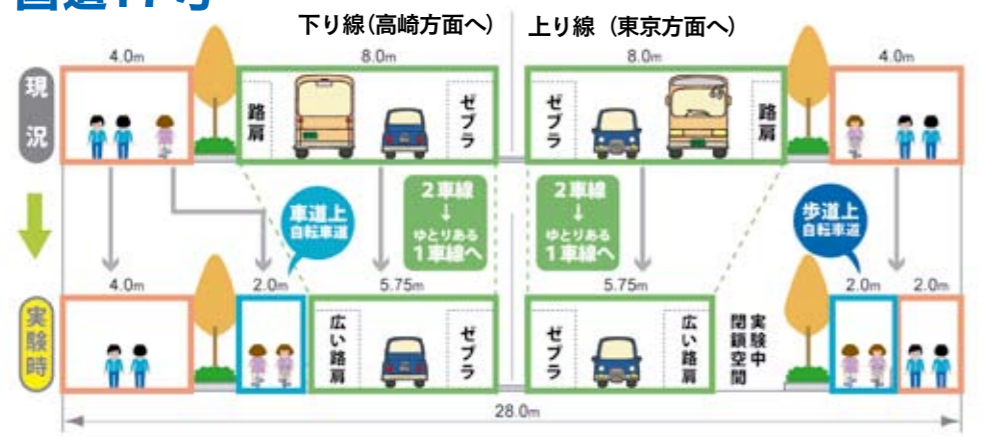 国道17号
下り線(高崎方面へ) 上り線(東京方面へ)
4.0m 8.0m 8.0m 4.0m
現況
路肩 ゼブラ ゼブラ 路肩
車道上
自転車道
2車線
↓
ゆとりある
1車線へ
2車線
↓
ゆとりある
1車線へ
歩道上
自転車道
4.0m 2.0m 5.75m 5.75m 2.0m 2.0m
実験時
広い路肩 ゼブラ ゼブラ 広い路肩
実験中
閉鎖空間
28.0m